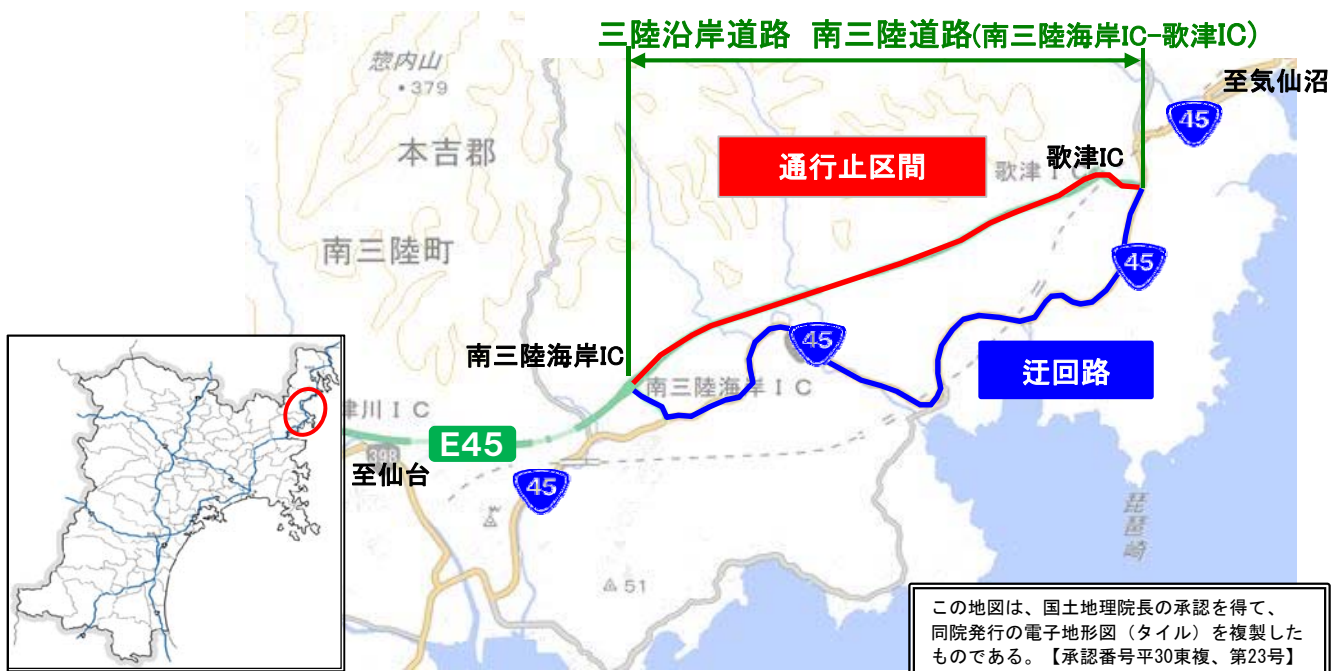 三陸沿岸道路 南三陸道路(南三陸海岸IC-歌津IC)
惣内山
・379
至気仙沼
45
本吉郡
通行止区間
歌津IC
歌津IC
南三陸町
45
45
南三陸海岸IC
迂回路
南三陸海岸IC
津川IC
E45
398
至仙台
45
琵琶崎
51
この地図は、国土地理院長の承認を得て、
同院発行の電子地形図（タイル）を複製した
ものである。【承認番号平30東複、第23号】